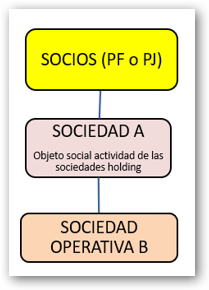 SOCIOS (PF o PJ)
SOCIEDAD A
Objeto social actividad de las
sociedades holding
SOCIEDAD
OPERATIVA B